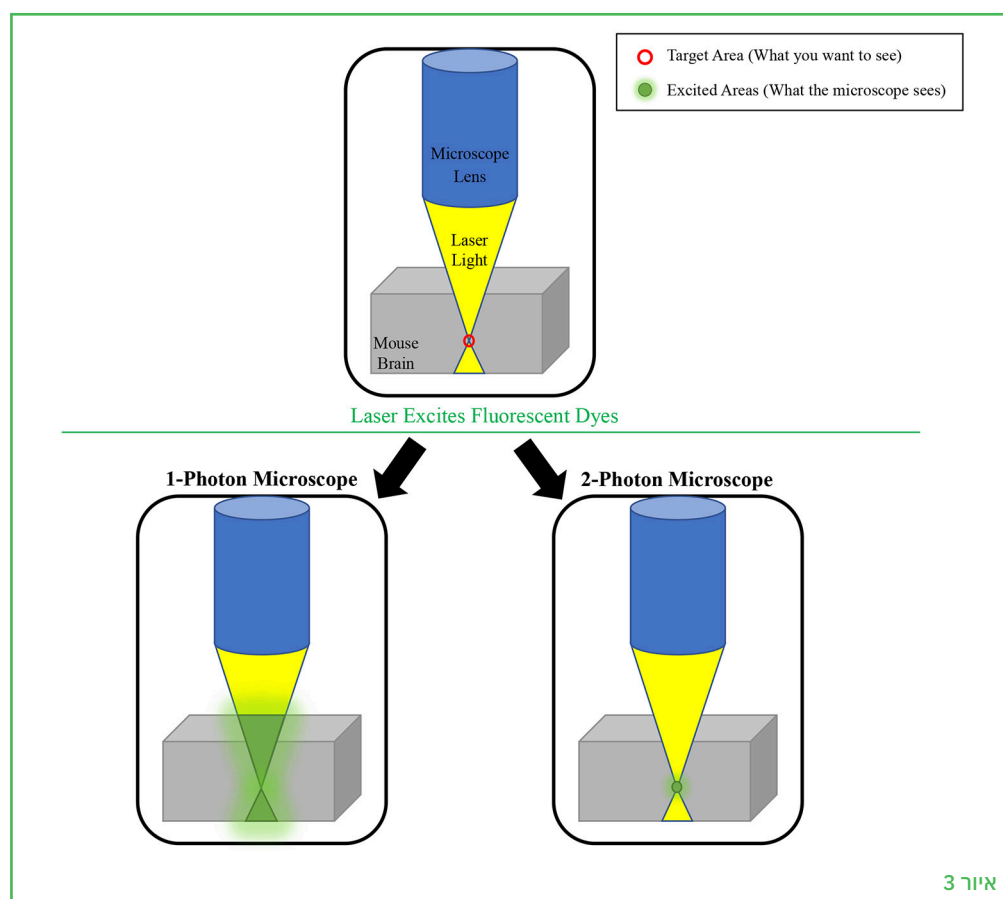 Target Area (What you want to see)
Excited Areas (What the microscope sees)
Microscope
Lens
Laser
Light
Mouse
Brain
Laser Excites Fluorescent Dyes
1-Photon Microscope
2-Photon Microscope
איור 3